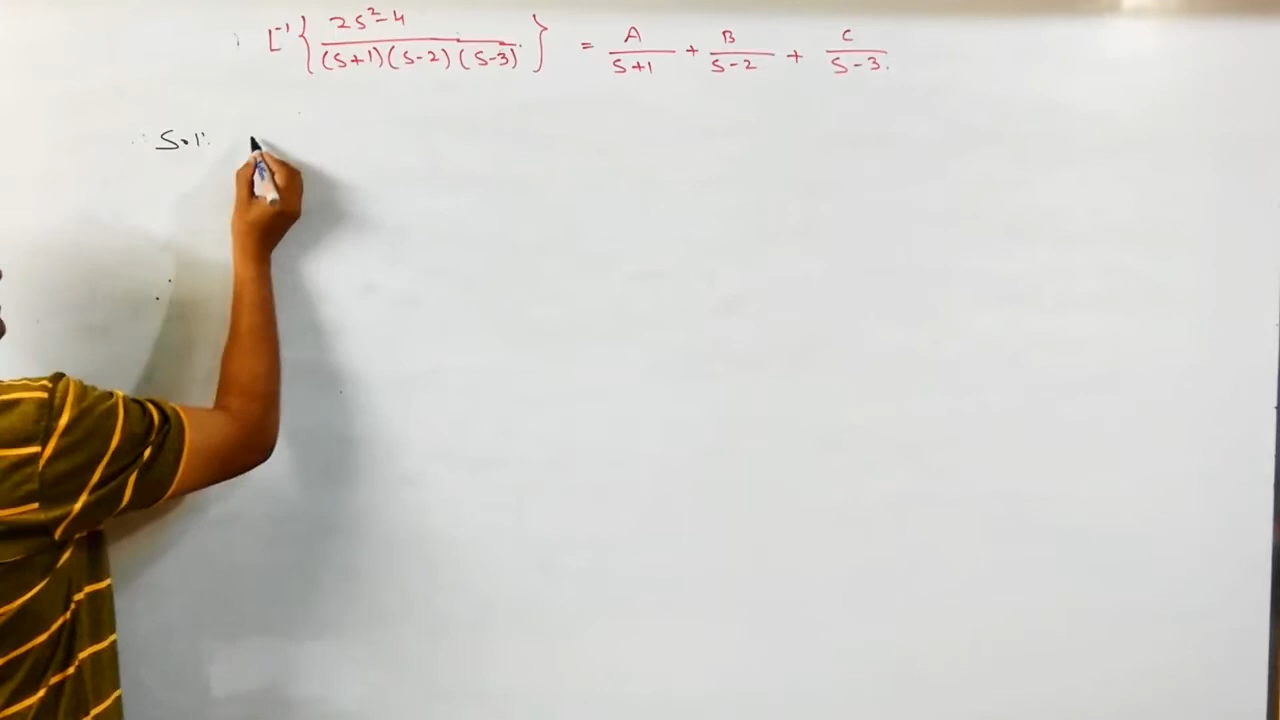 L⁻¹ { 2s²-4 / (s+1)(s-2)(s-3) } = A/s+1 + B/s-2 + C/s-3.
Sol: